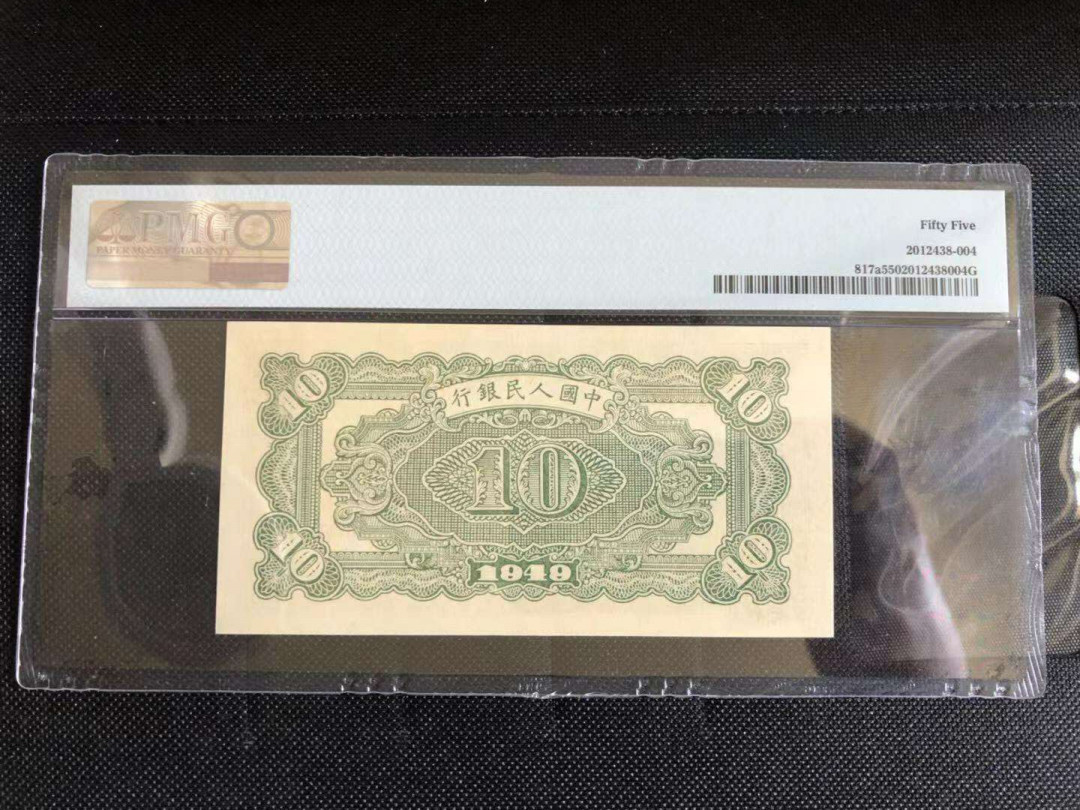 PMG
PAPER MONEY GUARANTY
Fifty Five
2012438-004
817a5502012438004G
10
10
行銀民人國中
10
1949
10
10